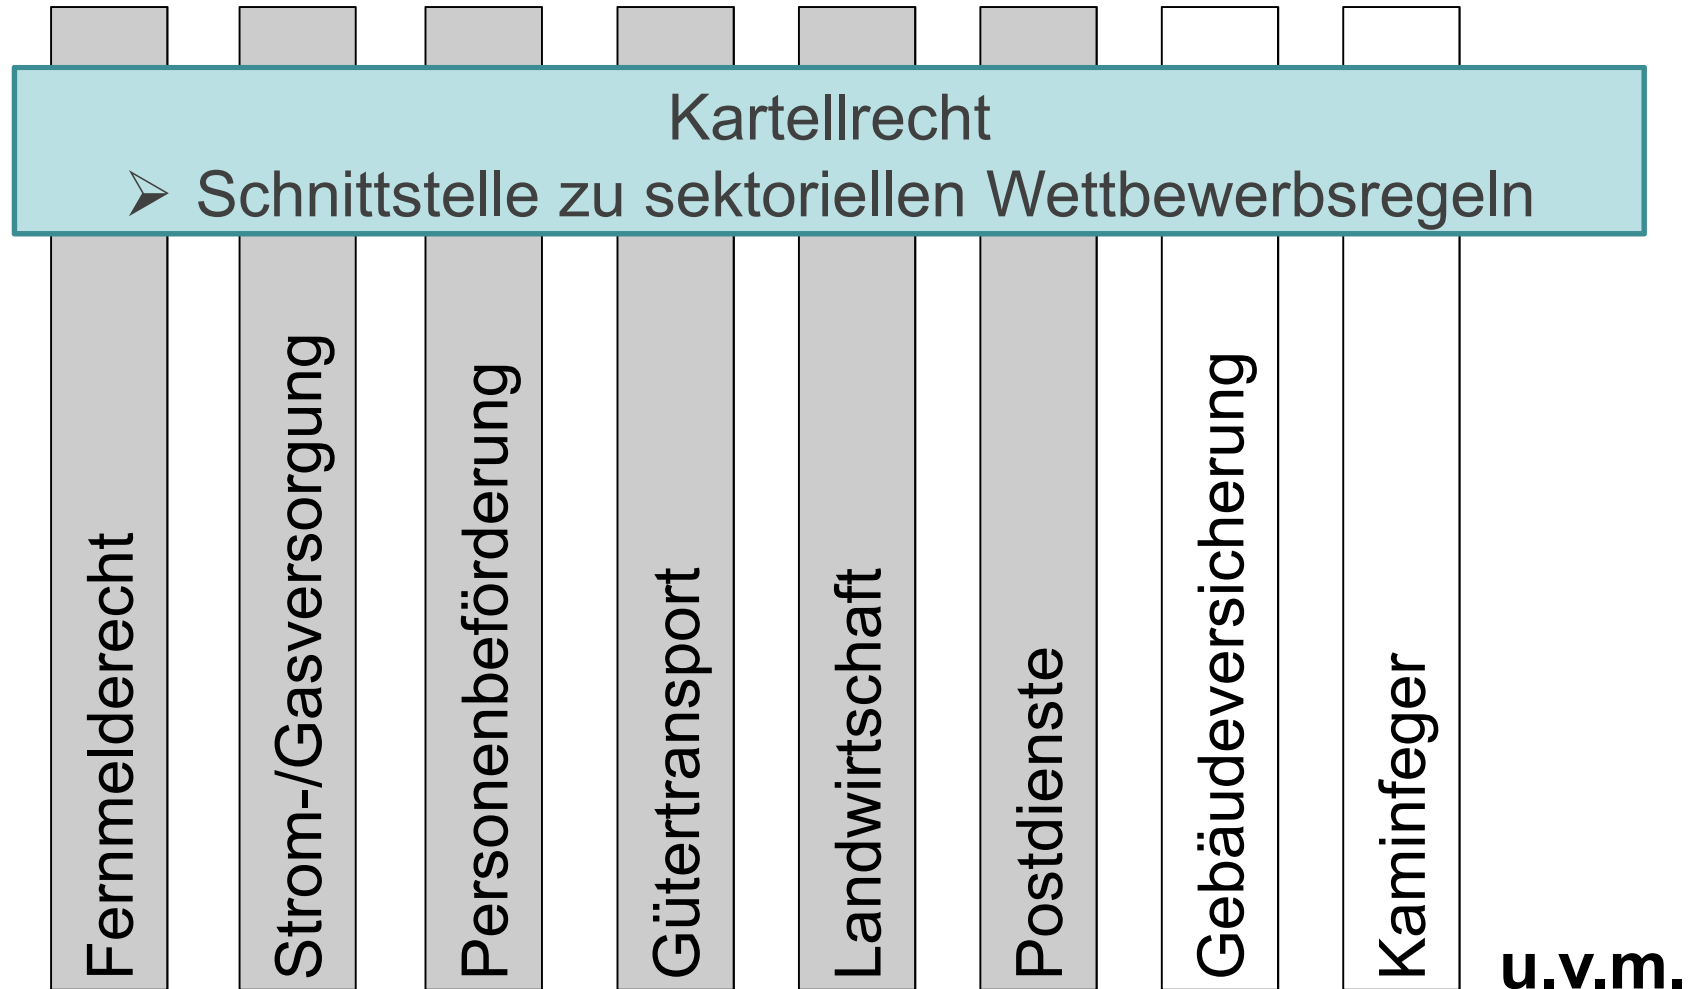 Kartellrecht
➢ Schnittstelle zu sektoriellen Wettbewerbsregeln
Fernmelderecht
Strom-/Gasversorgung
Personenbeförderung
Gütertransport
Landwirtschaft
Postdienste
Gebäudeversicherung
Kaminfeger
u.v.m.